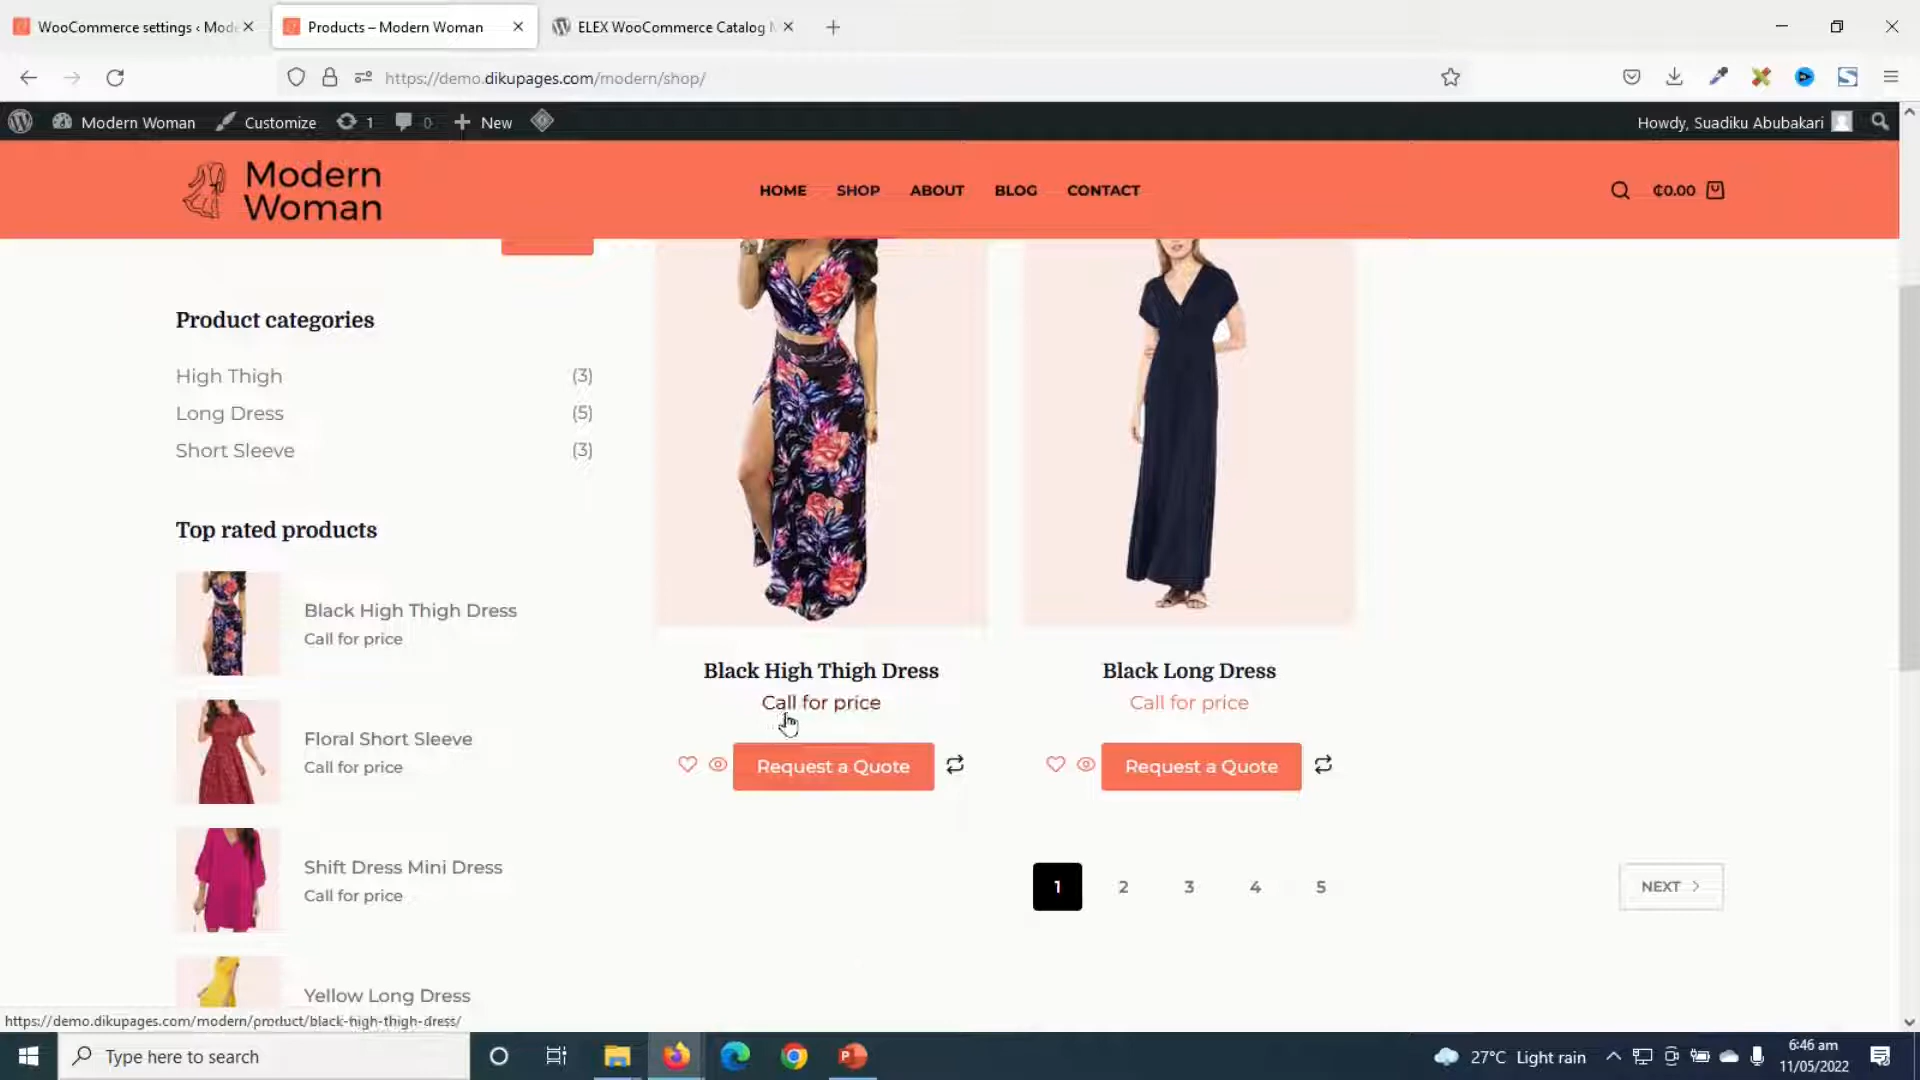 WooCommerce settings ‹ Mode
Products – Modern Woman
ELEX WooCommerce Catalog M
https://demo.dikupages.com/modern/shop/
Modern Woman
Customize
1
0
New
Howdy, Suadiku Abubakari
Modern
Woman
HOME
SHOP
ABOUT
BLOG
CONTACT
₵0.00
Product categories
High Thigh
(3)
Long Dress
(5)
Short Sleeve
(3)
Top rated products
Black High Thigh Dress
Call for price
Floral Short Sleeve
Call for price
Shift Dress Mini Dress
Call for price
Yellow Long Dress
Black High Thigh Dress
Call for price
Request a Quote
Black Long Dress
Call for price
Request a Quote
1
2
3
4
5
NEXT
https://demo.dikupages.com/modern/product/black-high-thigh-dress/
Type here to search
27°C Light rain
6:46 am
11/05/2022